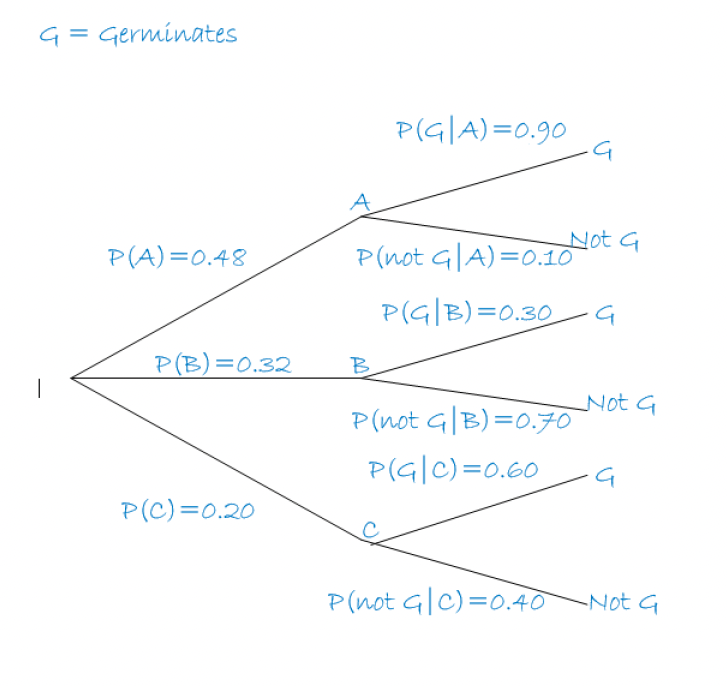 G = Germinates
P(G|A)=0.90
G
A
Not G
P(A)=0.48
P(not G|A)=0.10
P(G|B)=0.30
G
P(B)=0.32
B
Not G
P(not G|B)=0.70
P(G|C)=0.60
G
P(C)=0.20
C
P(not G|C)=0.40
Not G